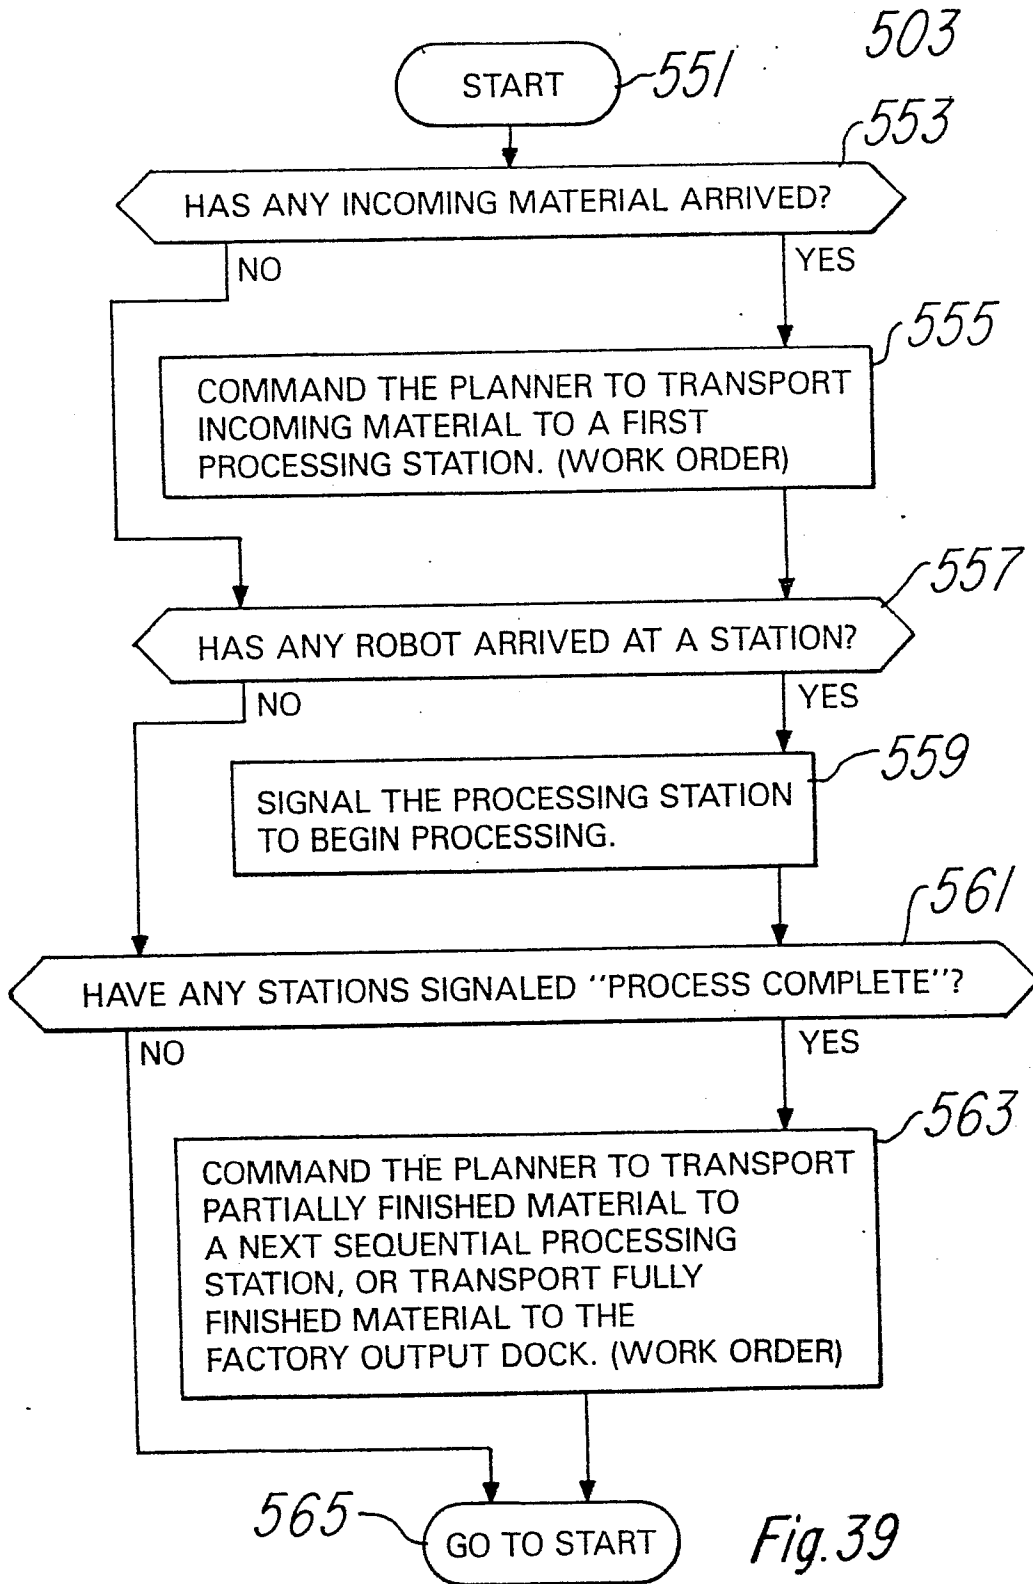 503
START
551
553
HAS ANY INCOMING MATERIAL ARRIVED?
NO
YES
555
COMMAND THE PLANNER TO TRANSPORT
INCOMING MATERIAL TO A FIRST
PROCESSING STATION. (WORK ORDER)
557
HAS ANY ROBOT ARRIVED AT A STATION?
NO
YES
559
SIGNAL THE PROCESSING STATION
TO BEGIN PROCESSING.
561
HAVE ANY STATIONS SIGNALED "PROCESS COMPLETE"?
NO
YES
563
COMMAND THE PLANNER TO TRANSPORT
PARTIALLY FINISHED MATERIAL TO
A NEXT SEQUENTIAL PROCESSING
STATION, OR TRANSPORT FULLY
FINISHED MATERIAL TO THE
FACTORY OUTPUT DOCK. (WORK ORDER)
565
GO TO START
Fig. 39